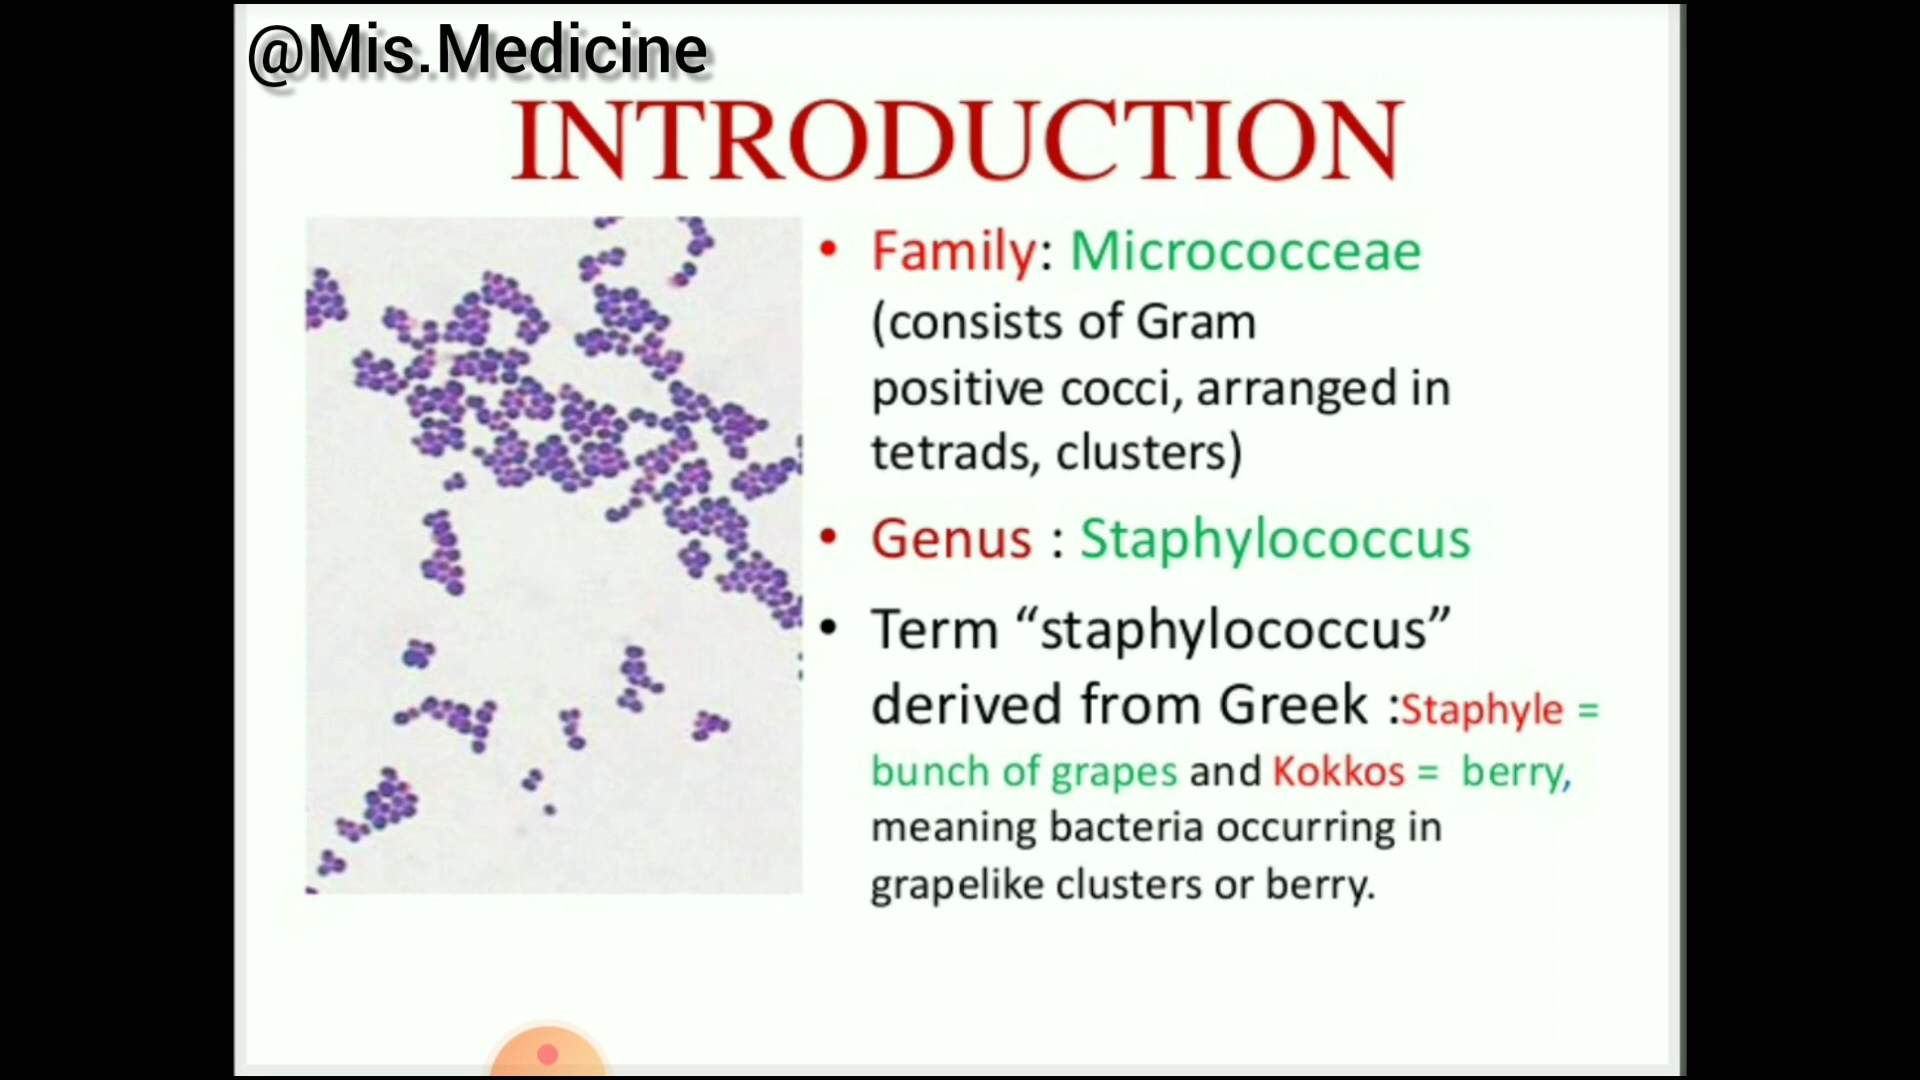 @Mis.Medicine
INTRODUCTION
• Family: Micrococceae
(consists of Gram
positive cocci, arranged in
tetrads, clusters)
• Genus : Staphylococcus
• Term “staphylococcus”
derived from Greek :Staphyle =
bunch of grapes and Kokkos = berry,
meaning bacteria occurring in
grapelike clusters or berry.